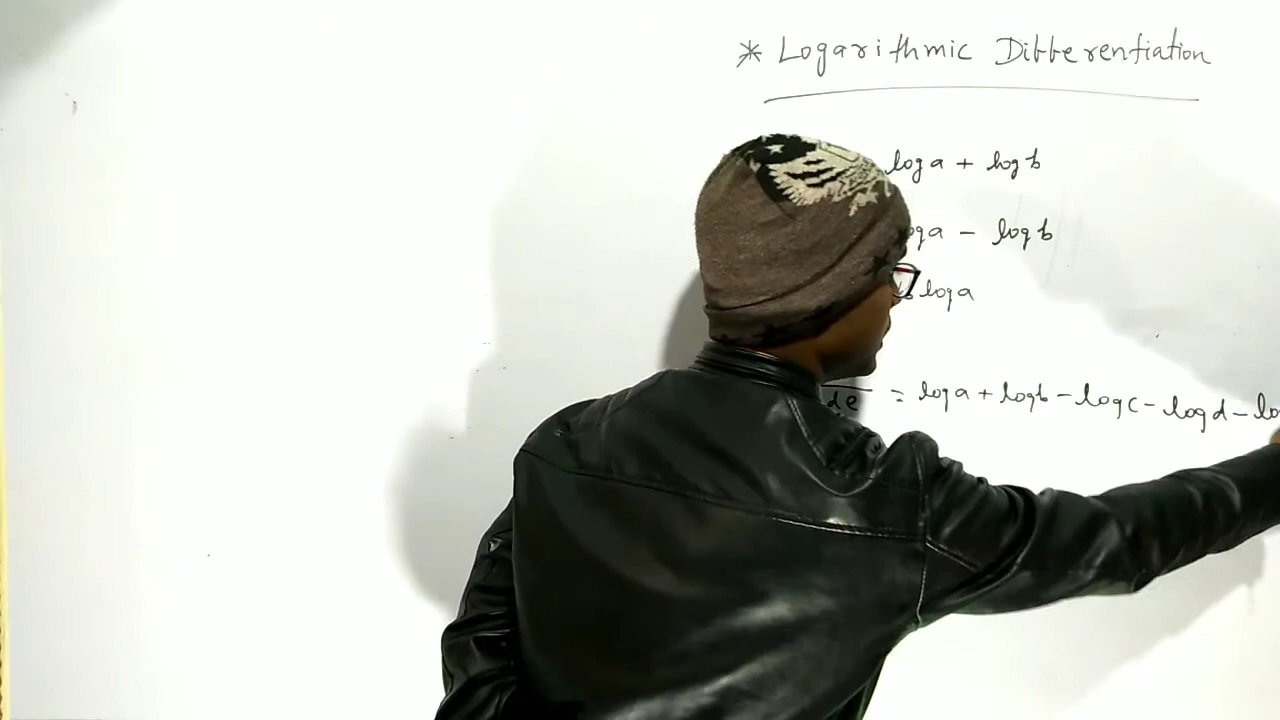 * Logarithmic Differentiation
log a + log b
log a - log b
log a
de = log a + log b - log c - log d - lo